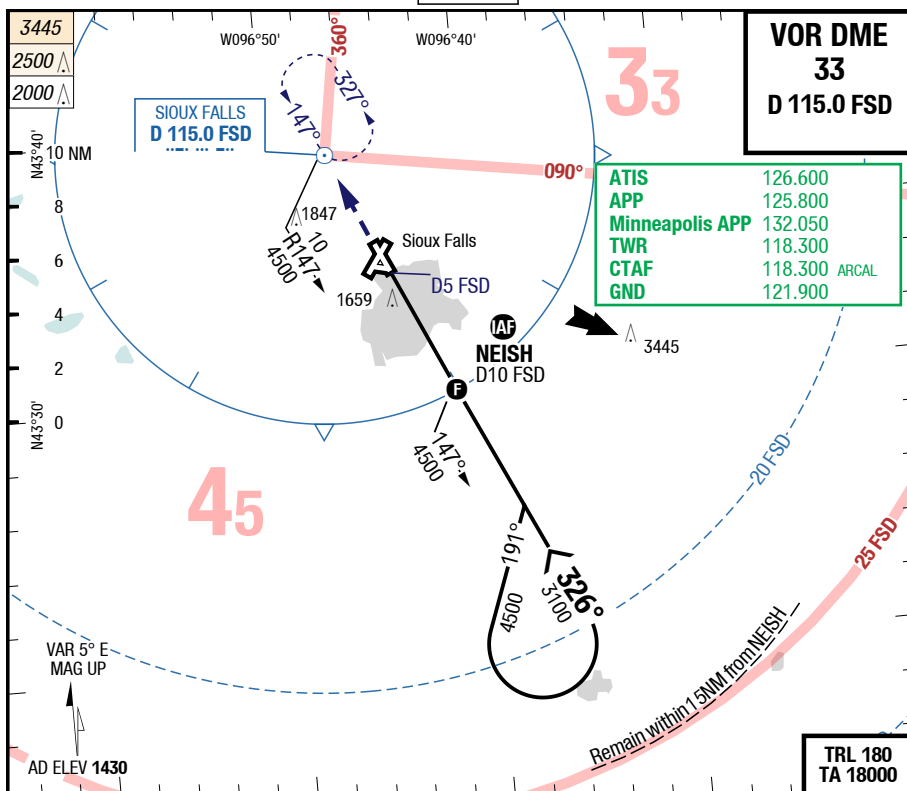 3445
2500
2000
W096°50'
W096°40'
360°
33
VOR DME
33
D 115.0 FSD
327°
147°
SIOUX FALLS
D 115.0 FSD
N43°40'
10 NM
090°
8
6
4
2
0
N43°30'
ATIS 126.600
APP 125.800
Minneapolis APP 132.050
TWR 118.300
CTAF 118.300 ARCAL
GND 121.900
1847
10
R147
4500
Sioux Falls
D5 FSD
1659
IAF
NEISH
D10 FSD
3445
F
147°
4500
20 FSD
45
25 FSD
191°
4500
326°
3100
VAR 5° E
MAG UP
Remain within 15NM from NEISH
AD ELEV 1430
TRL 180
TA 18000